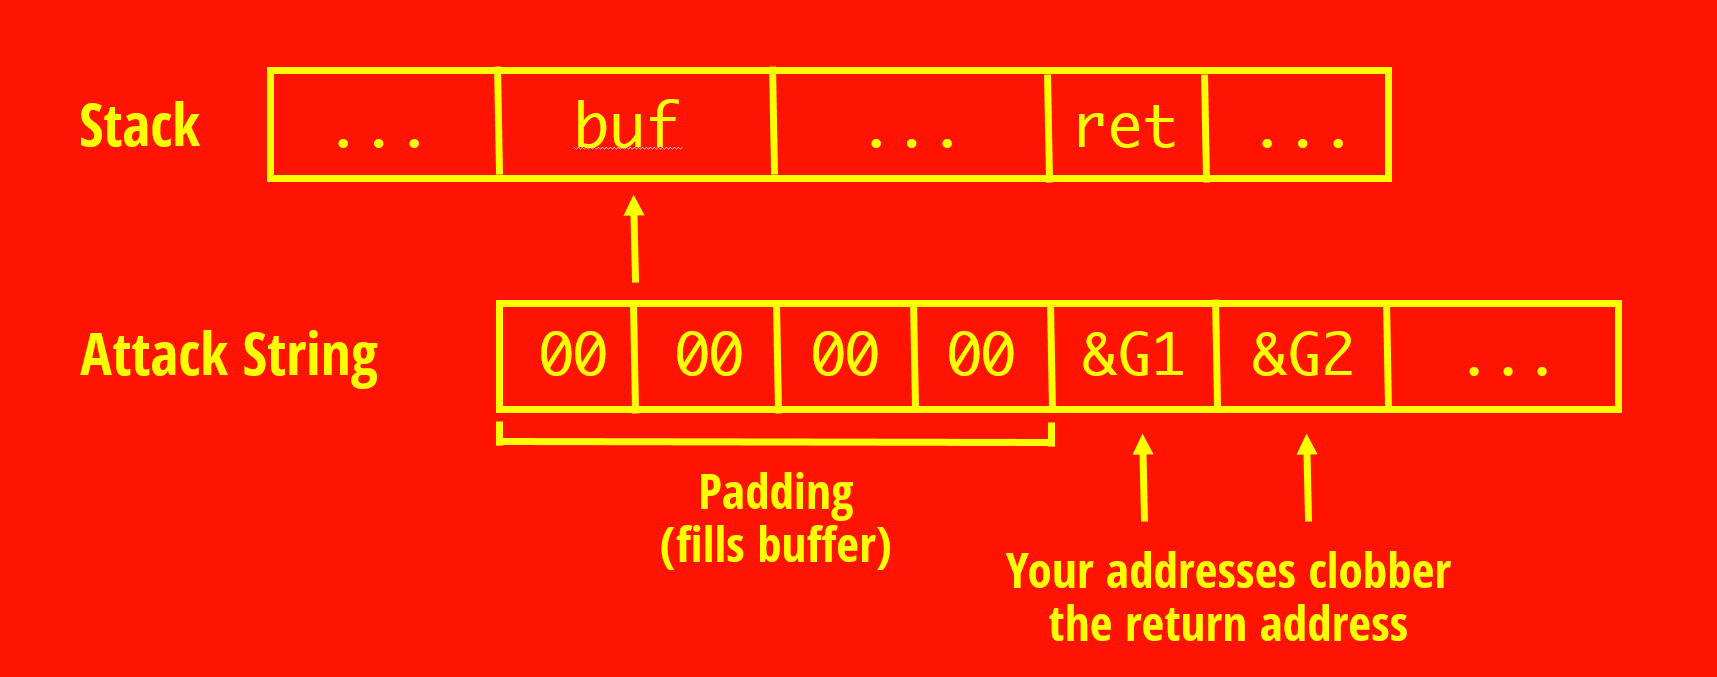 Stack ... buf ... ret ...
Attack String 00 00 00 00 &G1 &G2 ...
Padding
(fills buffer)
Your addresses clobber
the return address